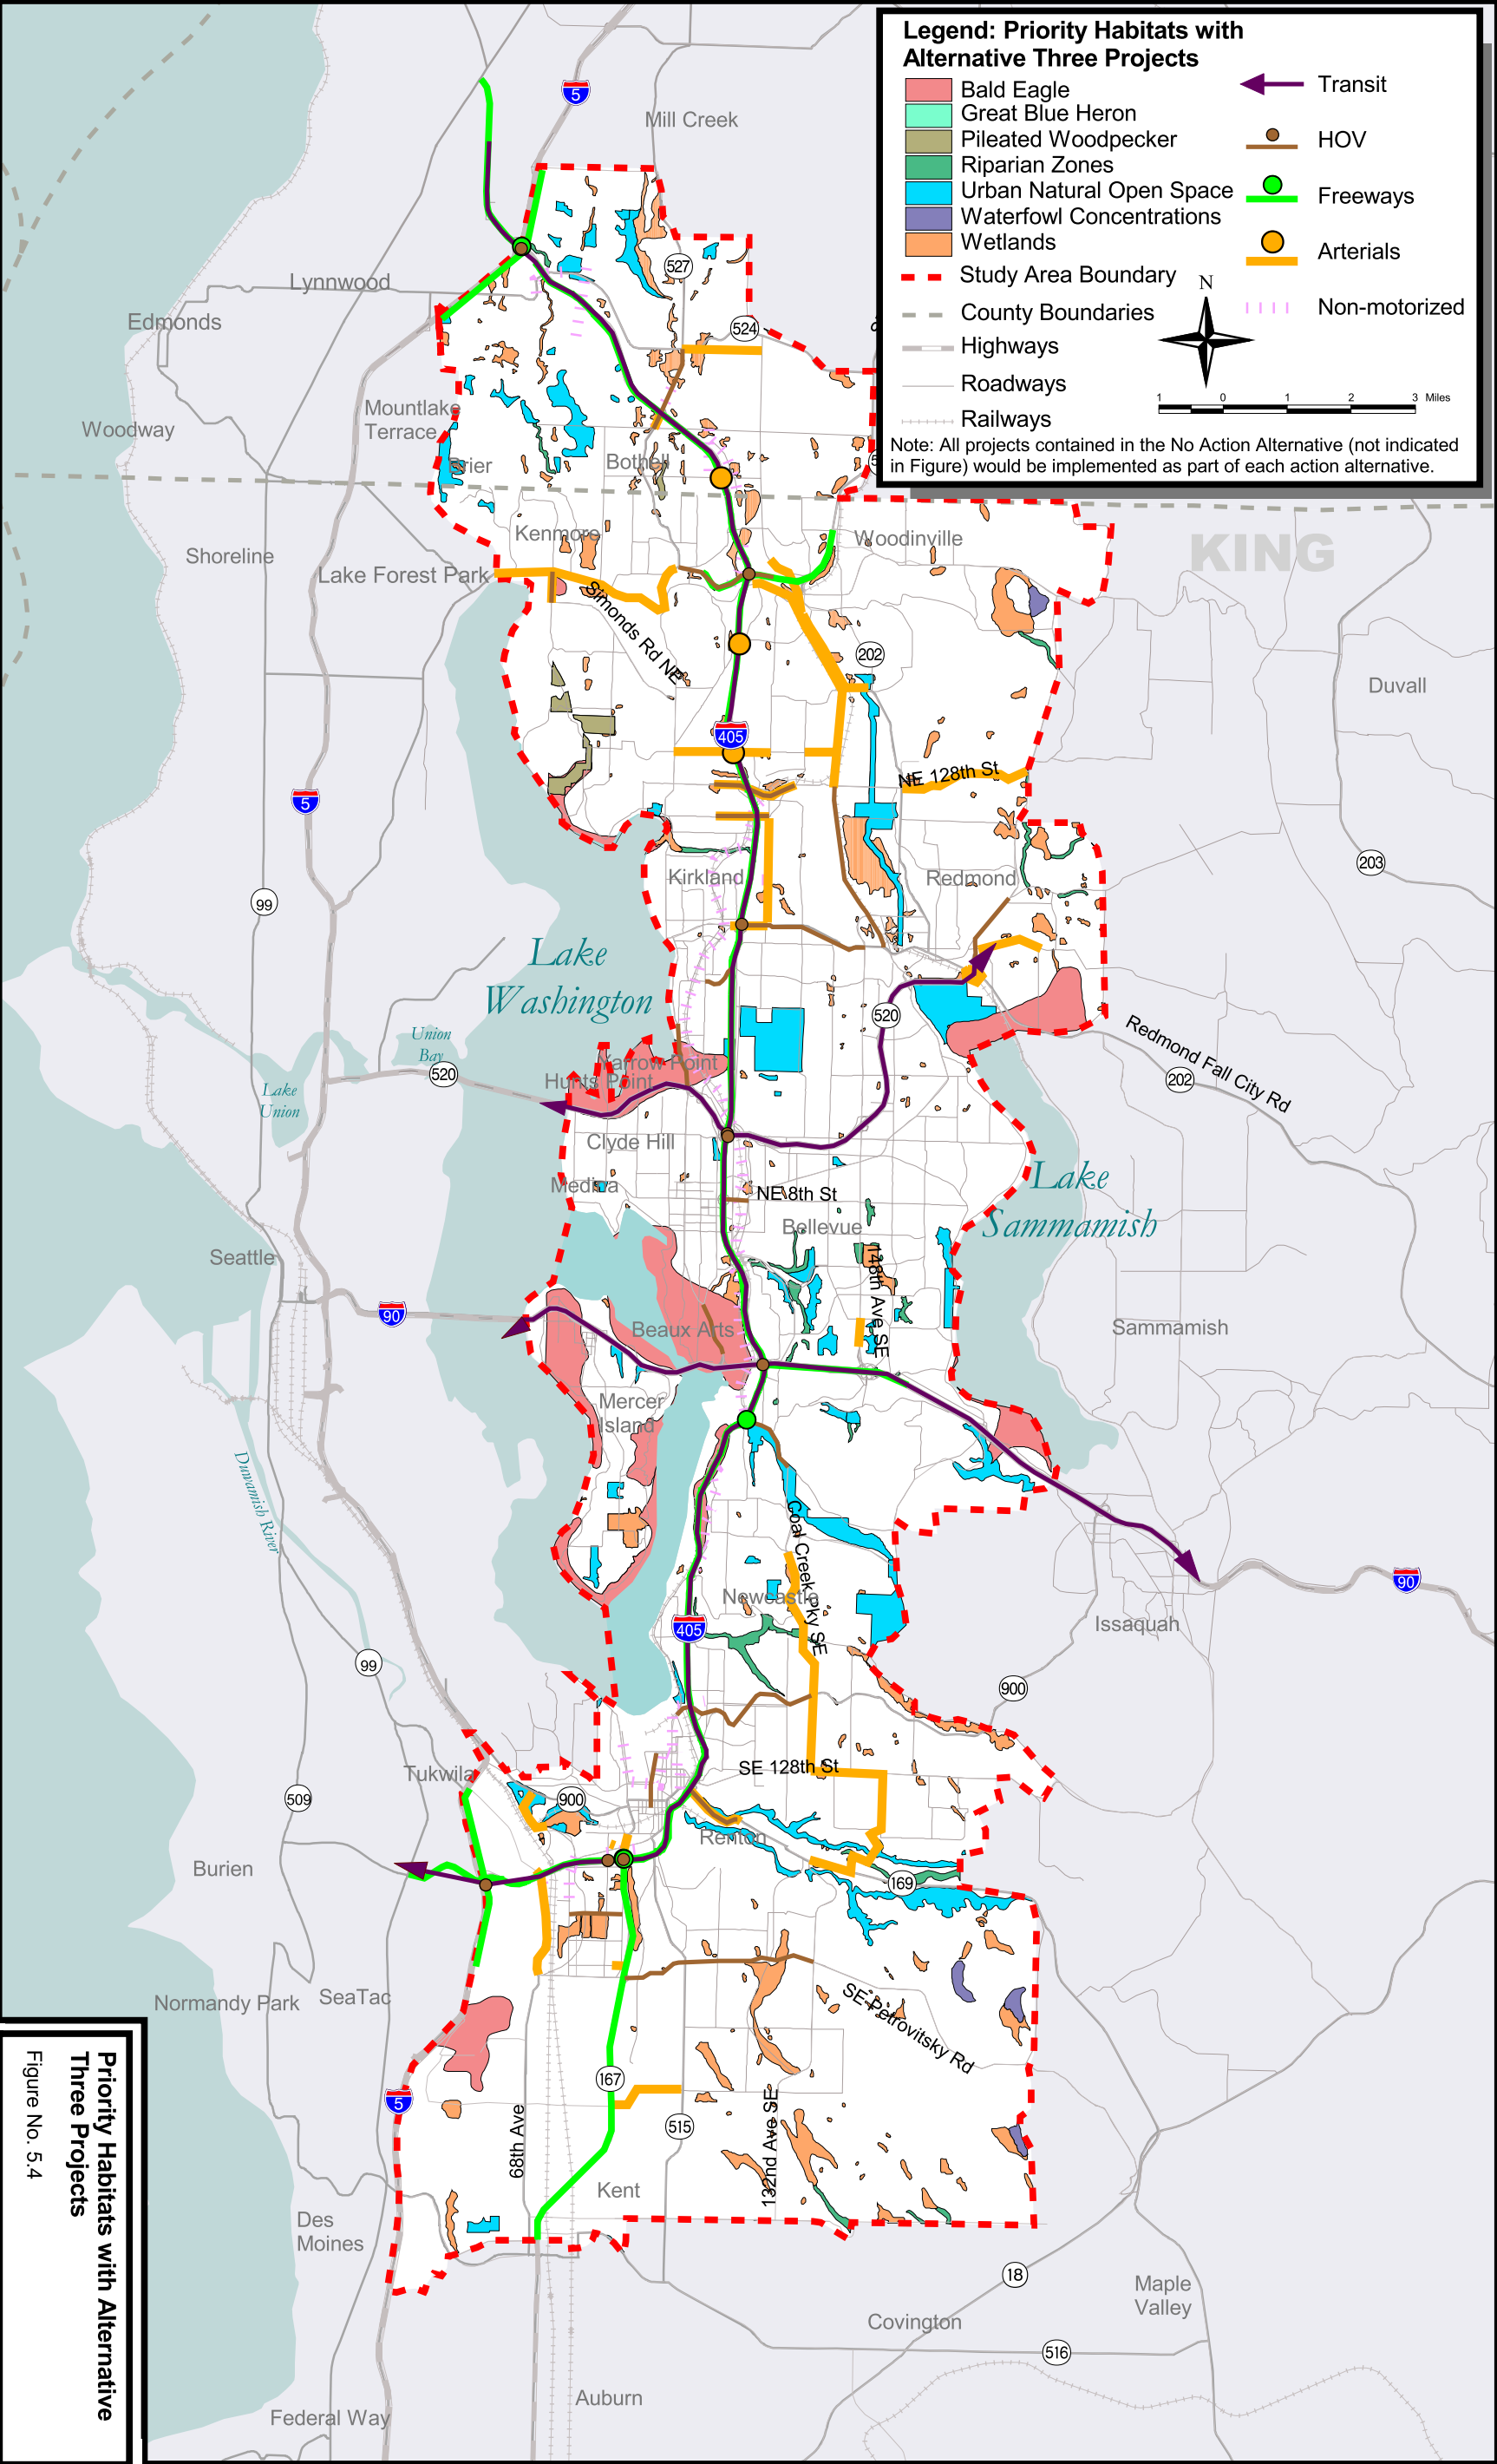 Legend: Priority Habitats with
Alternative Three Projects
Bald Eagle
Great Blue Heron
Pileated Woodpecker
Riparian Zones
Urban Natural Open Space
Waterfowl Concentrations
Wetlands
Study Area Boundary
County Boundaries
Highways
Roadways
Railways
Transit
HOV
Freeways
Arterials
Non-motorized
N
1 0 1 2 3 Miles
Note: All projects contained in the No Action Alternative (not indicated
in Figure) would be implemented as part of each action alternative.
5
Mill Creek
527
Lynnwood
Edmonds
524
Mountlake
Terrace
Woodway
Brier
Bothell
Kenmore
Woodinville
KING
Shoreline
Lake Forest Park
Simonds Rd NE
202
Duvall
405
NE 128th St
5
203
99
Kirkland
Redmond
Lake
Washington
520
Union
Bay
520
Redmond Fall City Rd
202
Lake
Union
Yarrow Point
Hunts Point
Clyde Hill
Medina
NE 8th St
Lake
Sammamish
Bellevue
148th Ave SE
Seattle
90
Beaux Arts
Sammamish
Mercer
Island
Duwamish River
Coal Creek Pky SE
Newcastle
90
Issaquah
405
99
900
SE 128th St
Tukwila
900
509
Renton
Burien
169
Normandy Park
SeaTac
SE Petrovitsky Rd
167
5
68th Ave
515
132nd Ave SE
Kent
Des
Moines
18
Maple
Valley
Covington
516
Auburn
Federal Way
Priority Habitats with Alternative
Three Projects
Figure No. 5.4